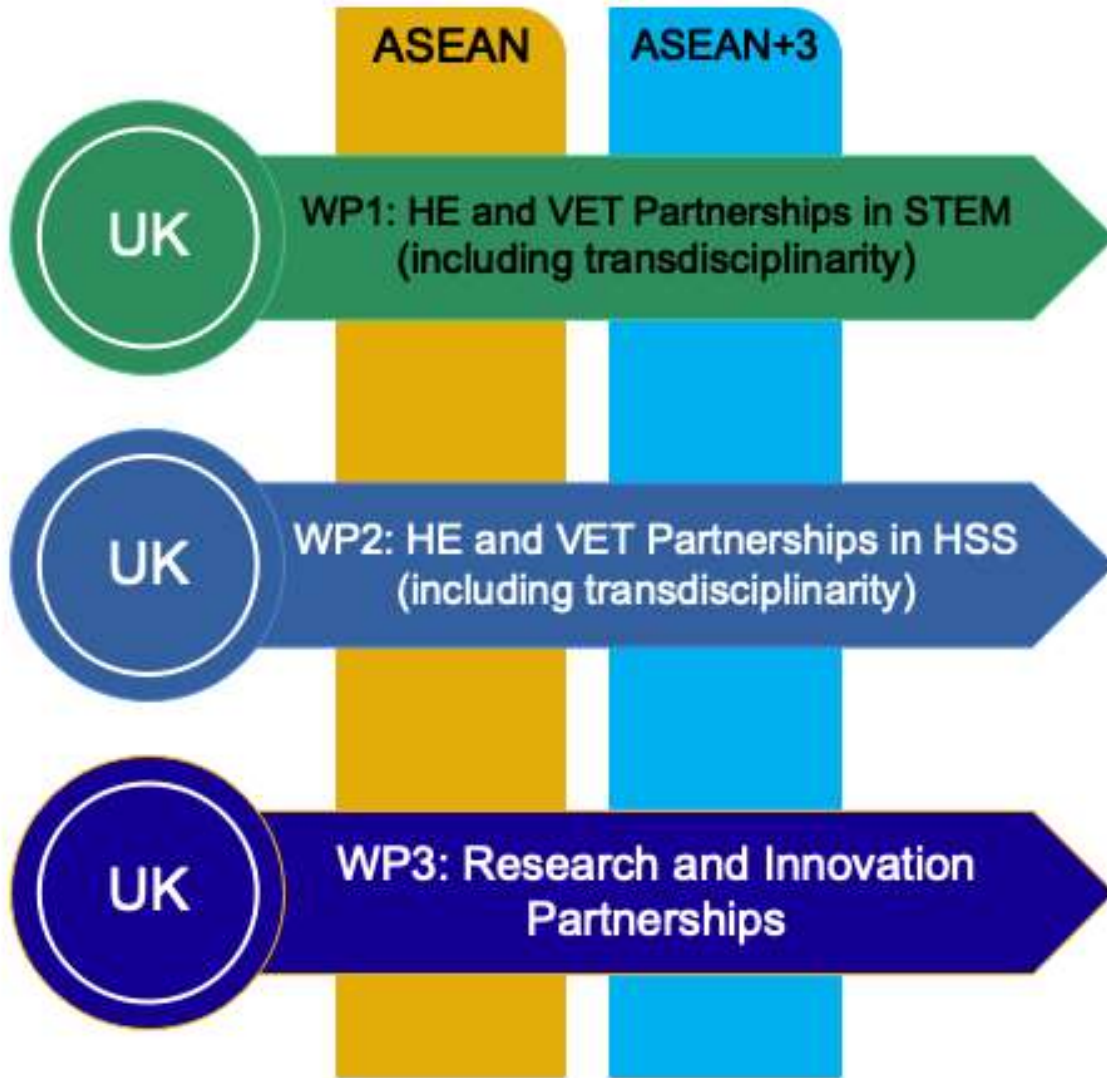 ASEAN
ASEAN+3
UK
WP1: HE and VET Partnerships in STEM
(including transdisciplinarity)
UK
WP2: HE and VET Partnerships in HSS
(including transdisciplinarity)
UK
WP3: Research and Innovation
Partnerships